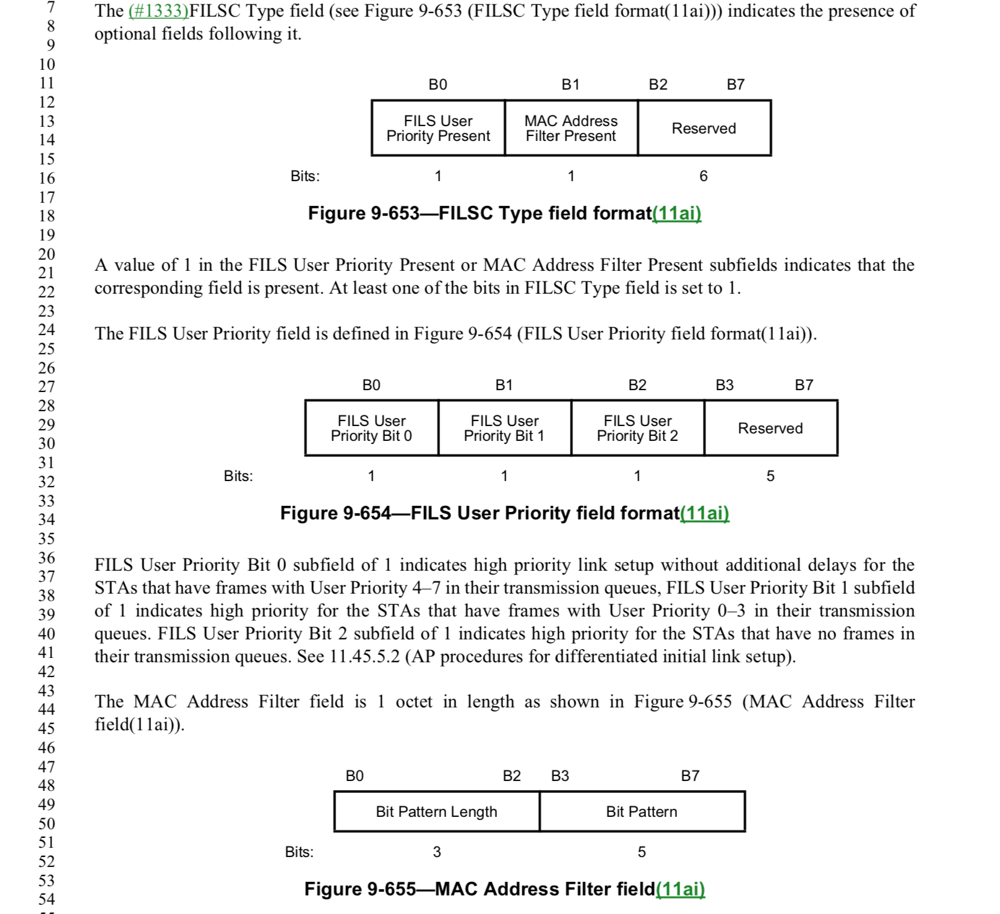 7
The (#1333)FILSC Type field (see Figure 9-653 (FILSC Type field format(11ai))) indicates the presence of
8
optional fields following it.
9
10
B0 B1 B2 B7
11
12
FILS User MAC Address Reserved
13
Priority Present Filter Present
14
15
Bits: 1 1 6
16
17
Figure 9-653—FILSC Type field format(11ai)
18
19
20
A value of 1 in the FILS User Priority Present or MAC Address Filter Present subfields indicates that the
21
corresponding field is present. At least one of the bits in FILSC Type field is set to 1.
22
23
24
The FILS User Priority field is defined in Figure 9-654 (FILS User Priority field format(11ai)).
25
26
27
B0 B1 B2 B3 B7
28
FILS User FILS User FILS User Reserved
29
Priority Bit 0 Priority Bit 1 Priority Bit 2
30
31
Bits: 1 1 1 5
32
33
Figure 9-654—FILS User Priority field format(11ai)
34
35
36
FILS User Priority Bit 0 subfield of 1 indicates high priority link setup without additional delays for the
37
STAs that have frames with User Priority 4–7 in their transmission queues, FILS User Priority Bit 1 subfield
38
of 1 indicates high priority for the STAs that have frames with User Priority 0–3 in their transmission
39
queues. FILS User Priority Bit 2 subfield of 1 indicates high priority for the STAs that have no frames in
40
their transmission queues. See 11.45.5.2 (AP procedures for differentiated initial link setup).
41
42
43
The MAC Address Filter field is 1 octet in length as shown in Figure 9-655 (MAC Address Filter
44
field(11ai)).
45
46
47
B0 B2 B3 B7
48
49
Bit Pattern Length Bit Pattern
50
51
Bits: 3 5
52
53
Figure 9-655—MAC Address Filter field(11ai)
54